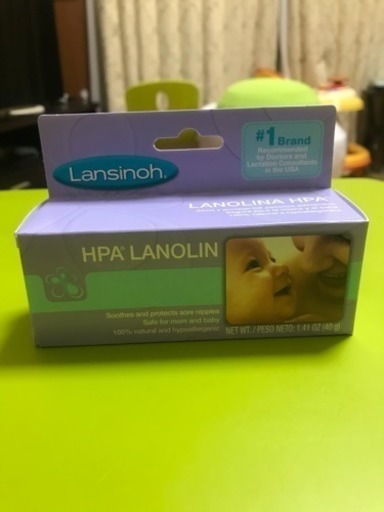 #1 Brand
Recommended
by Doctors and
Lactation Consultants
in the USA
Lansinoh.
LANOLINA HPA
HPA® LANOLIN
Soothes and protects sore nipples
Safe for mom and baby
100% natural and hypoallergenic
NET WT. / PESO NETO: 1.41 OZ (40 g)